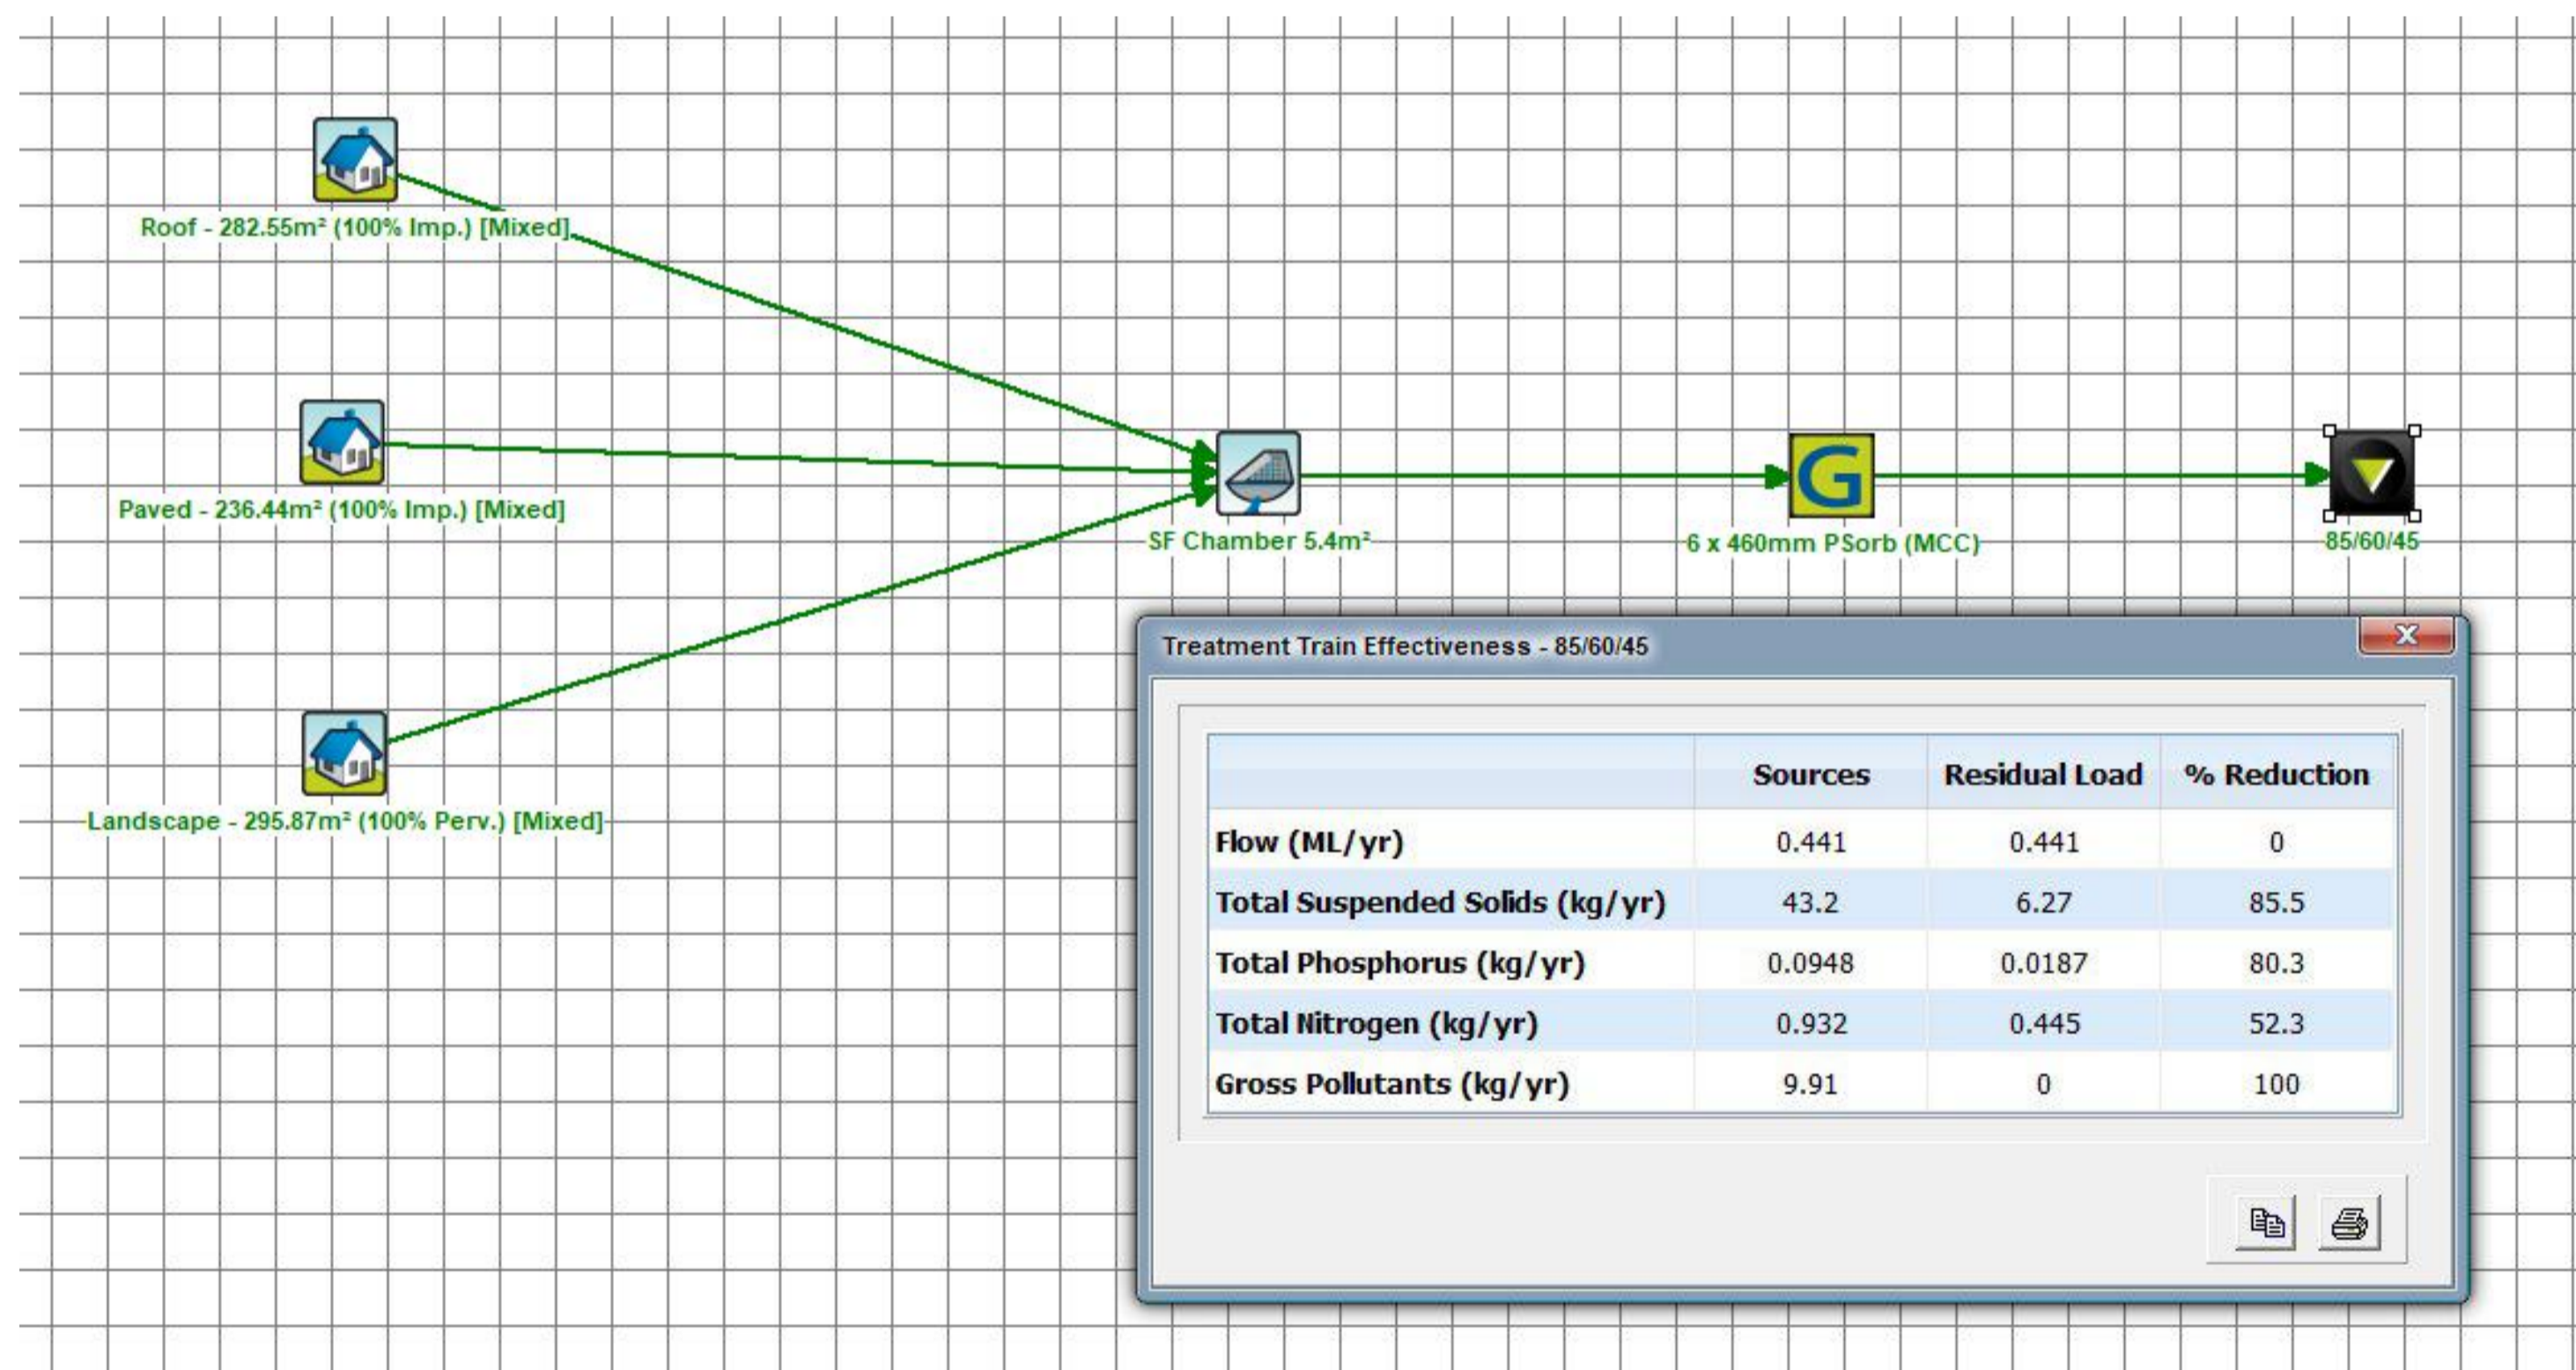 Roof - 282.55m² (100% Imp.) [Mixed]
Paved - 236.44m² (100% Imp.) [Mixed]
SF Chamber 5.4m²
G
6 x 460mm PSorb (MCC)
85/60/45
Landscape - 295.87m² (100% Perv.) [Mixed]
Treatment Train Effectiveness - 85/60/45
Sources Residual Load % Reduction
Flow (ML/yr) 0.441 0.441 0
Total Suspended Solids (kg/yr) 43.2 6.27 85.5
Total Phosphorus (kg/yr) 0.0948 0.0187 80.3
Total Nitrogen (kg/yr) 0.932 0.445 52.3
Gross Pollutants (kg/yr) 9.91 0 100